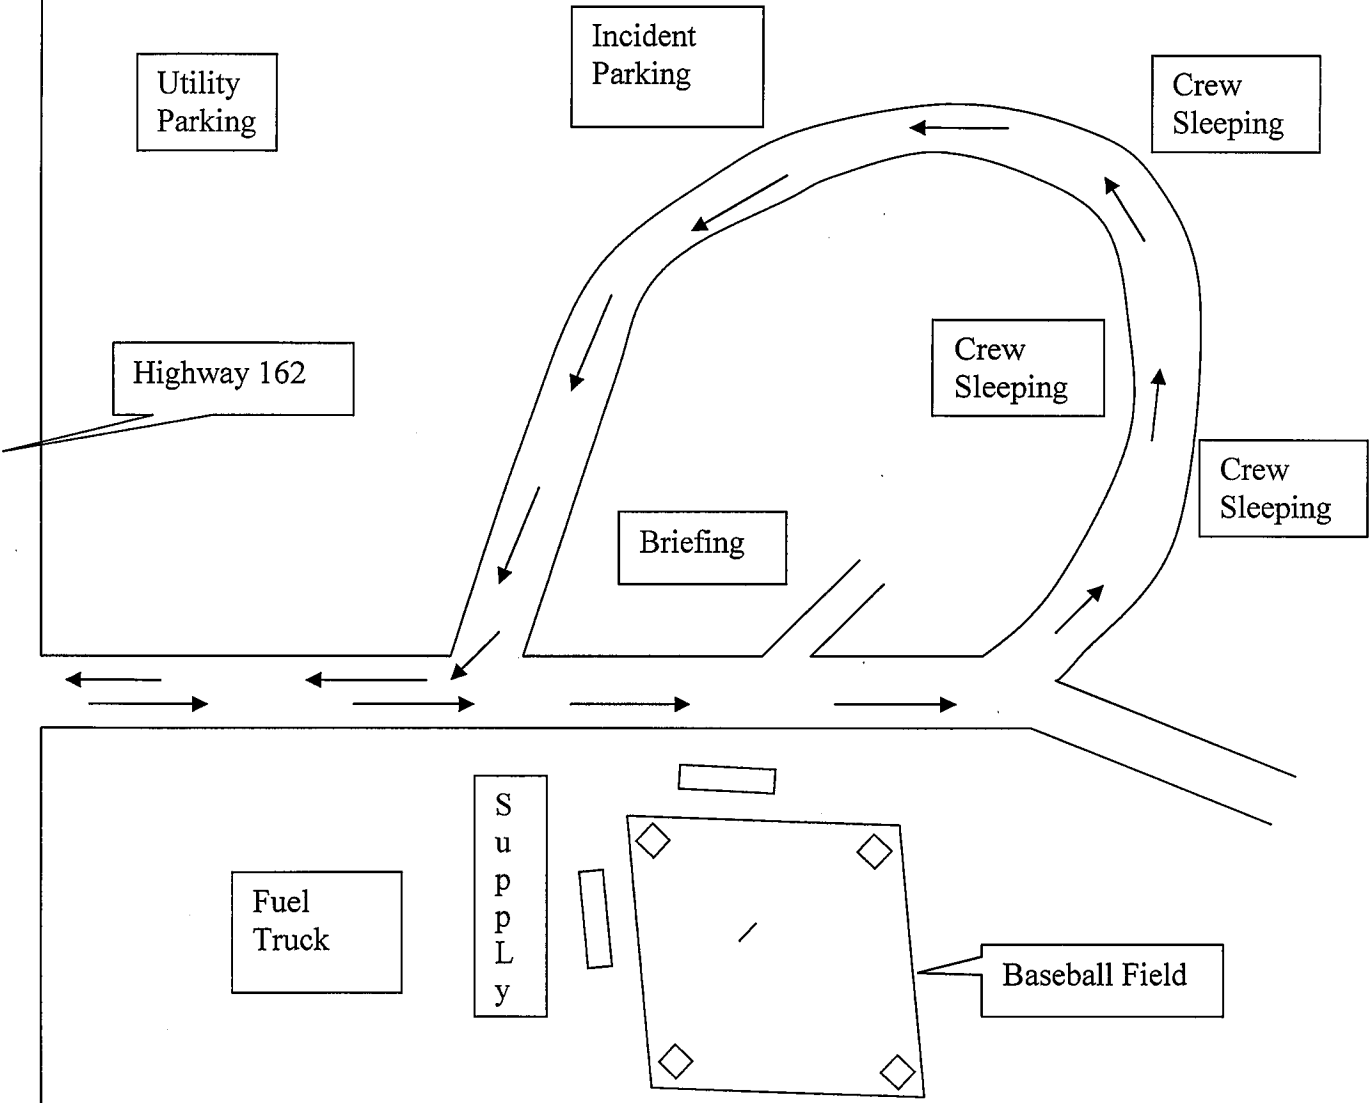 Incident
Parking
Utility
Parking
Crew
Sleeping
Highway 162
Crew
Sleeping
Crew
Sleeping
Briefing
S
u
p
p
L
y
Fuel
Truck
Baseball Field